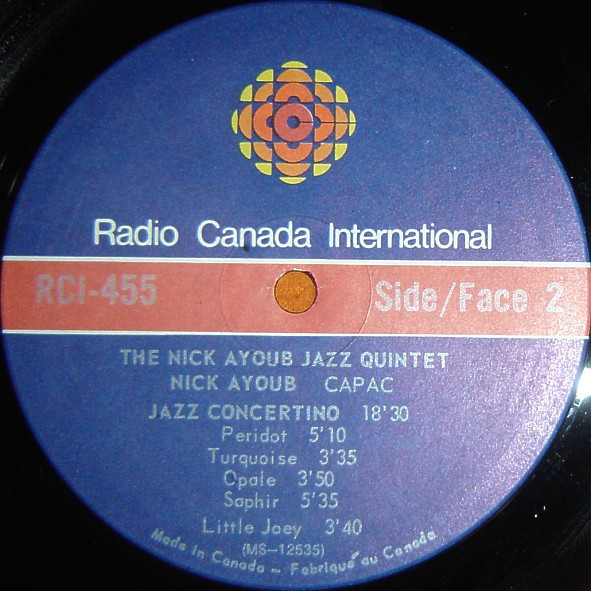 Radio Canada International
RCI-455 Side/Face 2
THE NICK AYOUB JAZZ QUINTET
NICK AYOUB CAPAC
JAZZ CONCERTINO 18'30
Peridot 5'10
Turquoise 3'35
Opale 3'50
Saphir 5'35
Little Joey 3'40
(MS-12535)
Made in Canada - Fabriqué au Canada